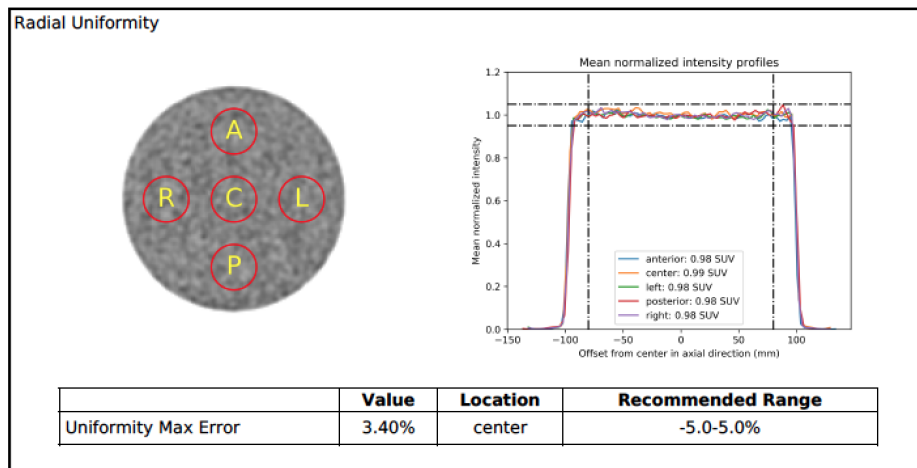 Radial Uniformity
A
R C L
P
Mean normalized intensity profiles
Mean normalized intensity
1.2
1.0
0.8
0.6
0.4
0.2
0.0
anterior: 0.98 SUV
center: 0.99 SUV
left: 0.98 SUV
posterior: 0.98 SUV
right: 0.98 SUV
−150 −100 −50 0 50 100
Offset from center in axial direction (mm)
Value Location Recommended Range
Uniformity Max Error 3.40% center -5.0-5.0%